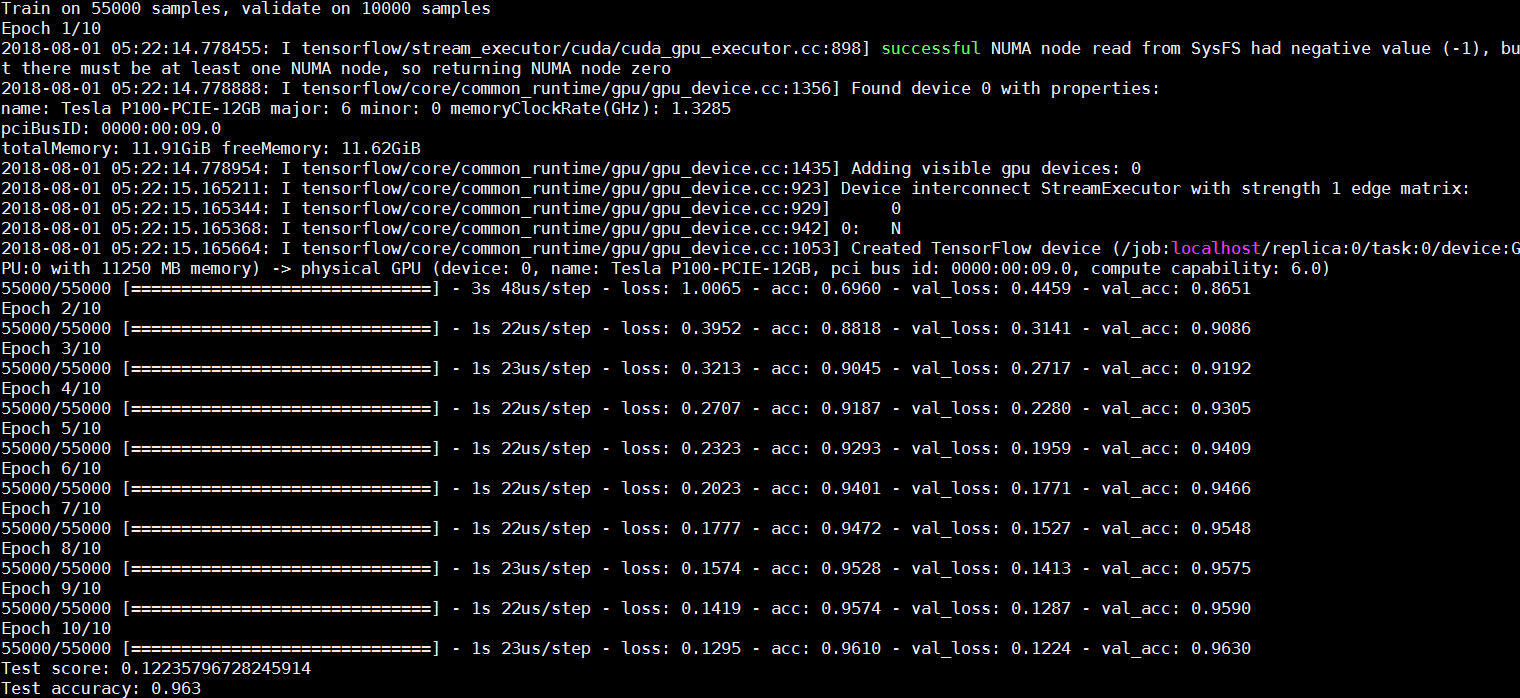 Train on 55000 samples, validate on 10000 samples
Epoch 1/10
2018-08-01 05:22:14.778455: I tensorflow/stream_executor/cuda/cuda_gpu_executor.cc:898] successful NUMA node read from SysFS had negative value (-1), bu
t there must be at least one NUMA node, so returning NUMA node zero
2018-08-01 05:22:14.778888: I tensorflow/core/common_runtime/gpu/gpu_device.cc:1356] Found device 0 with properties:
name: Tesla P100-PCIE-12GB major: 6 minor: 0 memoryClockRate(GHz): 1.3285
pciBusID: 0000:00:09.0
totalMemory: 11.91GiB freeMemory: 11.62GiB
2018-08-01 05:22:14.778954: I tensorflow/core/common_runtime/gpu/gpu_device.cc:1435] Adding visible gpu devices: 0
2018-08-01 05:22:15.165211: I tensorflow/core/common_runtime/gpu/gpu_device.cc:923] Device interconnect StreamExecutor with strength 1 edge matrix:
2018-08-01 05:22:15.165344: I tensorflow/core/common_runtime/gpu/gpu_device.cc:929]      0
2018-08-01 05:22:15.165368: I tensorflow/core/common_runtime/gpu/gpu_device.cc:942] 0:   N
2018-08-01 05:22:15.165664: I tensorflow/core/common_runtime/gpu/gpu_device.cc:1053] Created TensorFlow device (/job:localhost/replica:0/task:0/device:G
PU:0 with 11250 MB memory) -> physical GPU (device: 0, name: Tesla P100-PCIE-12GB, pci bus id: 0000:00:09.0, compute capability: 6.0)
55000/55000 [==============================] - 3s 48us/step - loss: 1.0065 - acc: 0.6960 - val_loss: 0.4459 - val_acc: 0.8651
Epoch 2/10
55000/55000 [==============================] - 1s 22us/step - loss: 0.3952 - acc: 0.8818 - val_loss: 0.3141 - val_acc: 0.9086
Epoch 3/10
55000/55000 [==============================] - 1s 23us/step - loss: 0.3213 - acc: 0.9045 - val_loss: 0.2717 - val_acc: 0.9192
Epoch 4/10
55000/55000 [==============================] - 1s 22us/step - loss: 0.2707 - acc: 0.9187 - val_loss: 0.2280 - val_acc: 0.9305
Epoch 5/10
55000/55000 [==============================] - 1s 22us/step - loss: 0.2323 - acc: 0.9293 - val_loss: 0.1959 - val_acc: 0.9409
Epoch 6/10
55000/55000 [==============================] - 1s 22us/step - loss: 0.2023 - acc: 0.9401 - val_loss: 0.1771 - val_acc: 0.9466
Epoch 7/10
55000/55000 [==============================] - 1s 22us/step - loss: 0.1777 - acc: 0.9472 - val_loss: 0.1527 - val_acc: 0.9548
Epoch 8/10
55000/55000 [==============================] - 1s 23us/step - loss: 0.1574 - acc: 0.9528 - val_loss: 0.1413 - val_acc: 0.9575
Epoch 9/10
55000/55000 [==============================] - 1s 22us/step - loss: 0.1419 - acc: 0.9574 - val_loss: 0.1287 - val_acc: 0.9590
Epoch 10/10
55000/55000 [==============================] - 1s 23us/step - loss: 0.1295 - acc: 0.9610 - val_loss: 0.1224 - val_acc: 0.9630
Test score: 0.12235796728245914
Test accuracy: 0.963